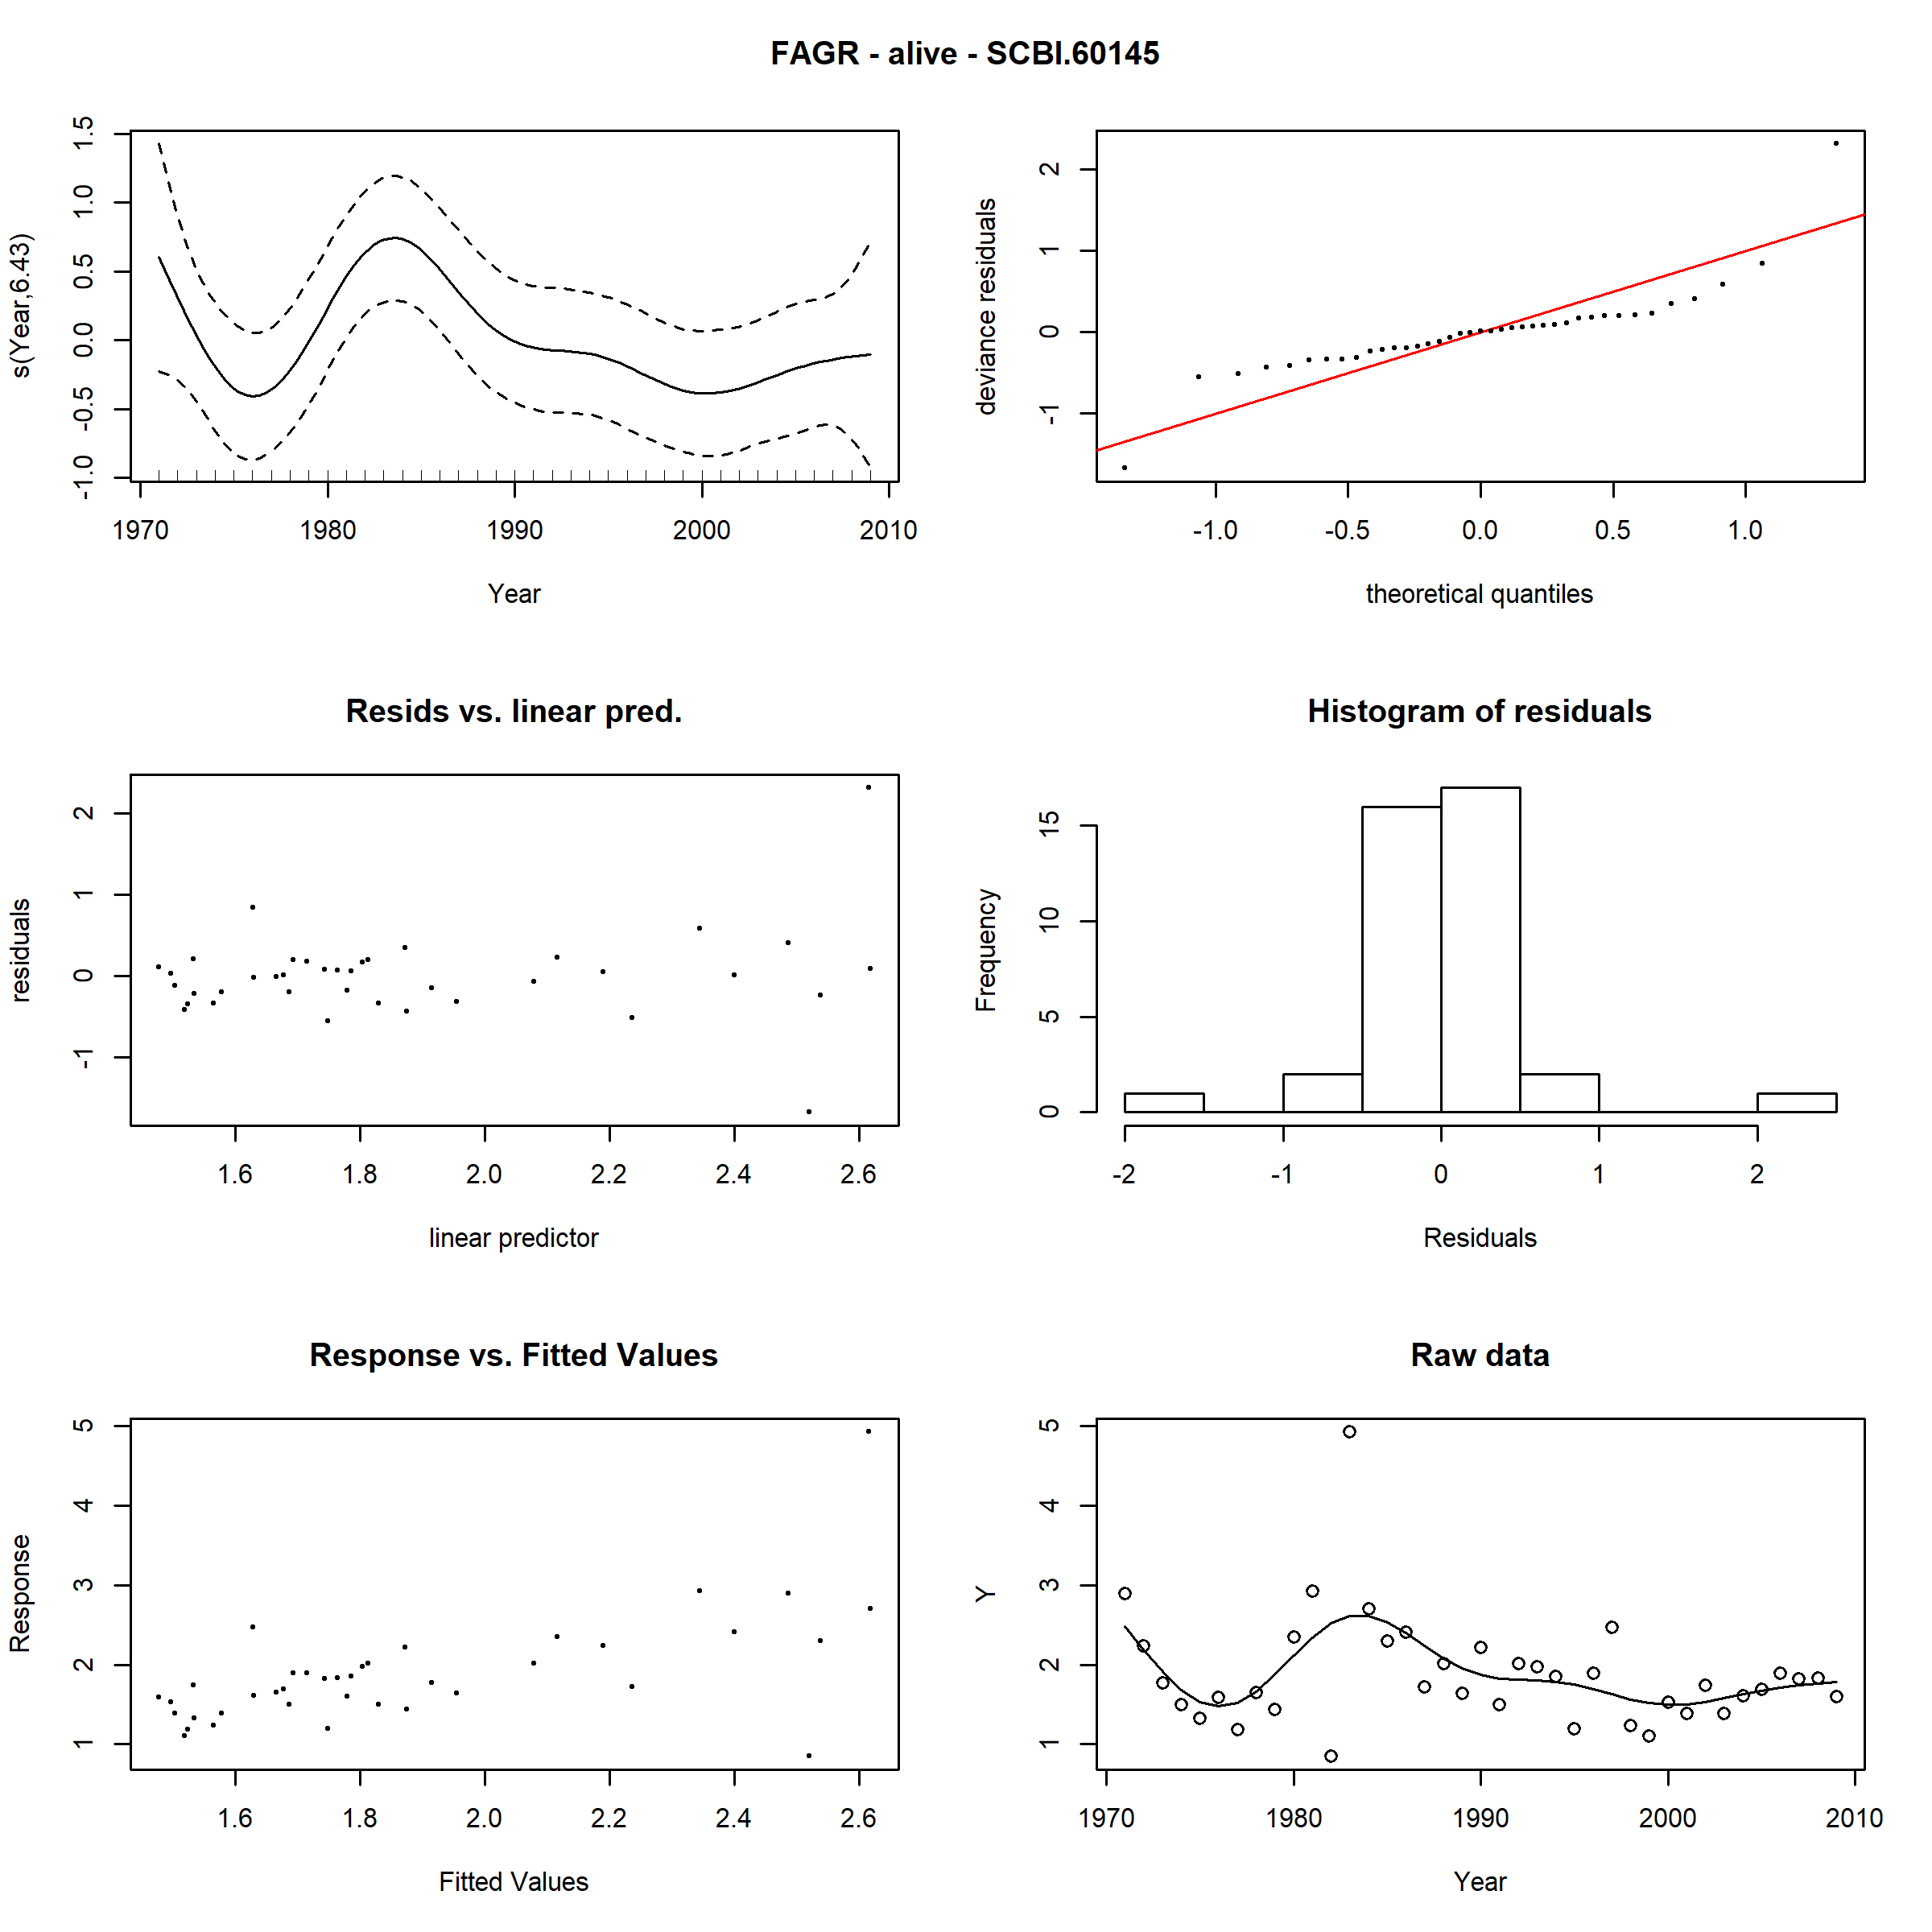 FAGR - alive - SCBI.60145
s(Year,6.43)
1.5
1.0
0.5
0.0
-0.5
-1.0
1970 1980 1990 2000 2010
Year
deviance residuals
2
1
0
-1
-1.0 -0.5 0.0 0.5 1.0
theoretical quantiles
Resids vs. linear pred.
residuals
2
1
0
-1
1.6 1.8 2.0 2.2 2.4 2.6
linear predictor
Histogram of residuals
Frequency
15
10
5
0
-2 -1 0 1 2
Residuals
Response vs. Fitted Values
Response
5
4
3
2
1
1.6 1.8 2.0 2.2 2.4 2.6
Fitted Values
Raw data
Y
5
4
3
2
1
1970 1980 1990 2000 2010
Year